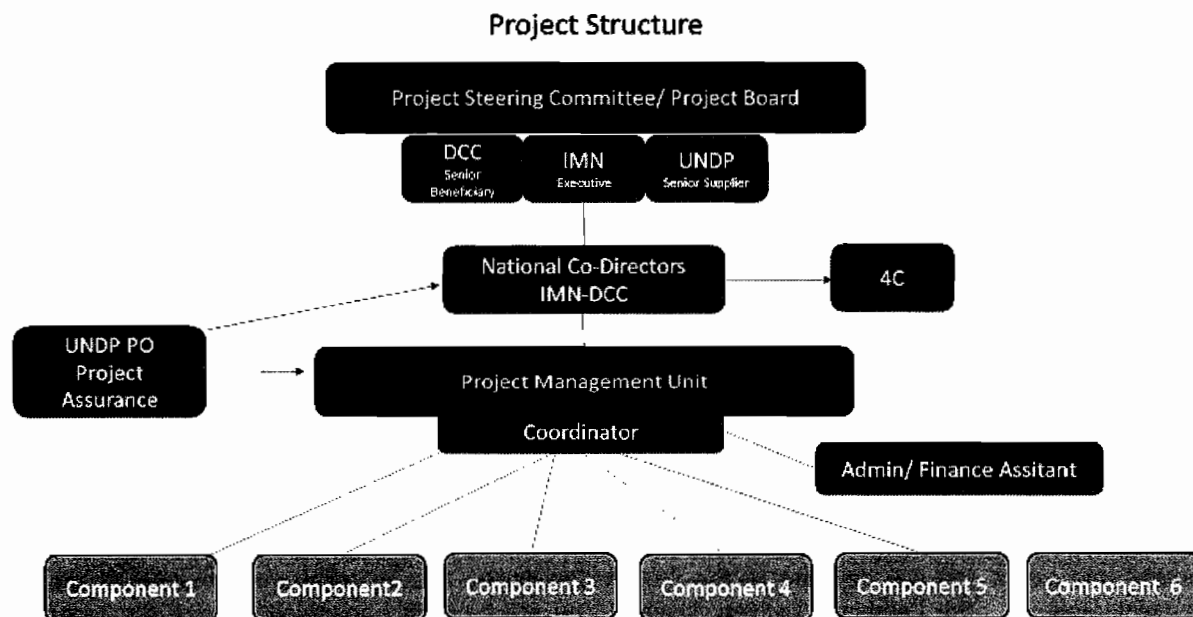 Project Structure
Project Steering Committee/ Project Board
DCC
Senior
Beneficiary
IMN
Executive
UNDP
Senior Supplier
National Co-Directors
IMN-DCC
4C
UNDP PO
Project
Assurance
Project Management Unit
Coordinator
Admin/ Finance Assitant
Component 1
Component2
Component 3
Component 4
Component 5
Component 6